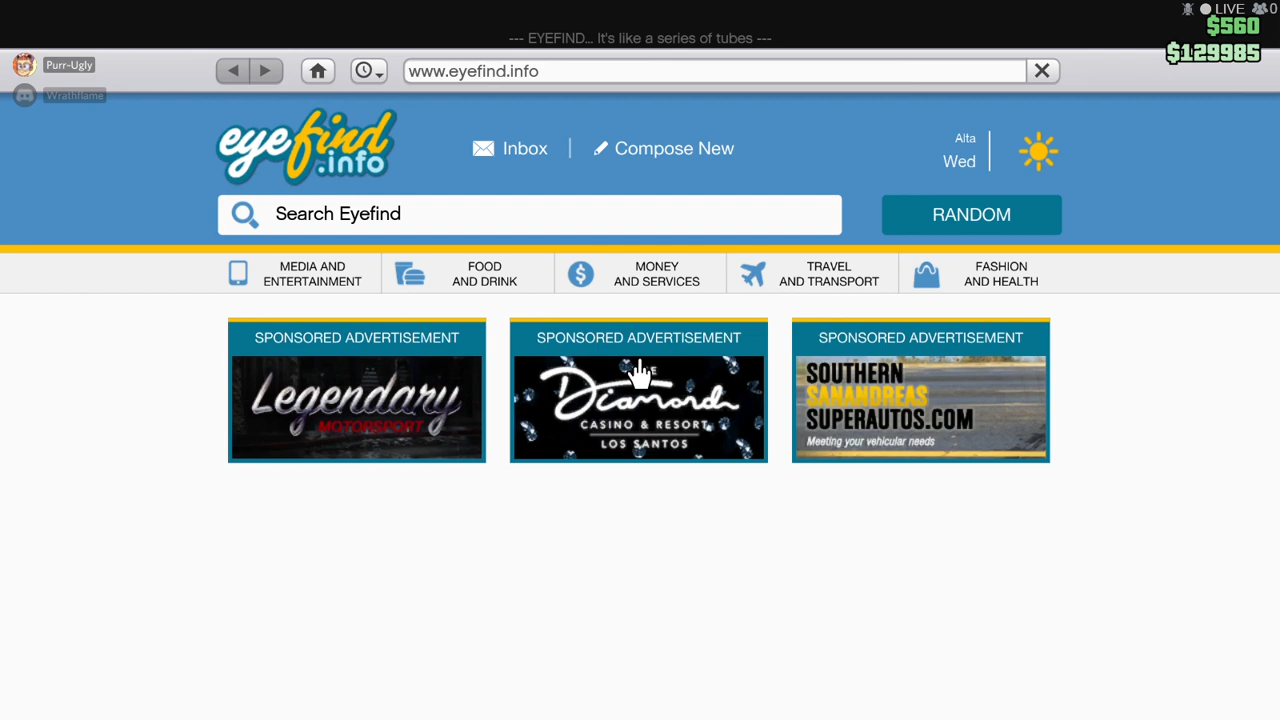 LIVE 0
$560
--- EYEFIND... It's like a series of tubes ---
$129985
Purr-Ugly
www.eyefind.info
Wrathflame
eyefind
.info
Inbox
Compose New
Alta
Wed
Search Eyefind
RANDOM
MEDIA AND
ENTERTAINMENT
FOOD
AND DRINK
MONEY
AND SERVICES
TRAVEL
AND TRANSPORT
FASHION
AND HEALTH
SPONSORED ADVERTISEMENT
Legendary
MOTORSPORT
SPONSORED ADVERTISEMENT
Diamond
CASINO & RESORT
LOS SANTOS
SPONSORED ADVERTISEMENT
SOUTHERN
SANANDREAS
SUPERAUTOS.COM
Meeting your vehicular needs